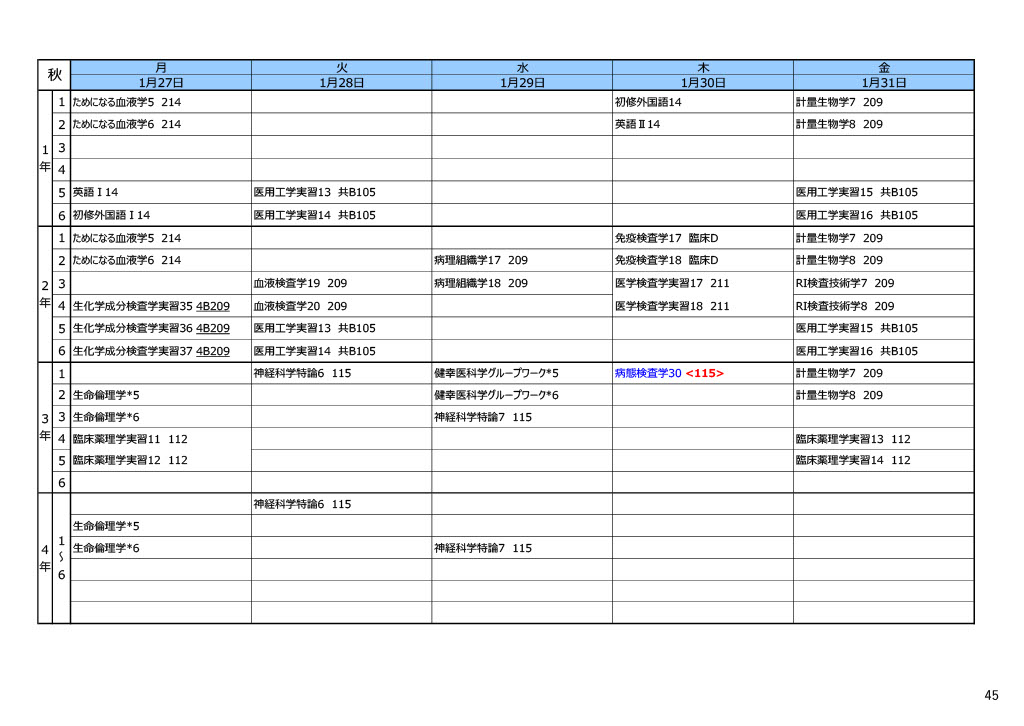 秋 月 火 水 木 金
1月27日 1月28日 1月29日 1月30日 1月31日
1年
1 ためになる血液学5 214 初修外国語14 計量生物学7 209
2 ためになる血液学6 214 英語Ⅱ14 計量生物学8 209
3
4
5 英語Ⅰ14 医用工学実習13 共B105 医用工学実習15 共B105
6 初修外国語Ⅰ14 医用工学実習14 共B105 医用工学実習16 共B105
2年
1 ためになる血液学5 214 免疫検査学17 臨床D 計量生物学7 209
2 ためになる血液学6 214 病理組織学17 209 免疫検査学18 臨床D 計量生物学8 209
3 血液検査学19 209 病理組織学18 209 医学検査学実習17 211 RI検査技術学7 209
4 生化学成分検査学実習35 4B209 血液検査学20 209 医学検査学実習18 211 RI検査技術学8 209
5 生化学成分検査学実習36 4B209 医用工学実習13 共B105 医用工学実習15 共B105
6 生化学成分検査学実習37 4B209 医用工学実習14 共B105 医用工学実習16 共B105
3年
1 神経科学特論6 115 健幸医科学グループワーク*5 病態検査学30 <115> 計量生物学7 209
2 生命倫理学*5 健幸医科学グループワーク*6 計量生物学8 209
3 生命倫理学*6 神経科学特論7 115
4 臨床薬理学実習11 112 臨床薬理学実習13 112
5 臨床薬理学実習12 112 臨床薬理学実習14 112
6
4年
1～6
神経科学特論6 115
生命倫理学*5
生命倫理学*6 神経科学特論7 115
45